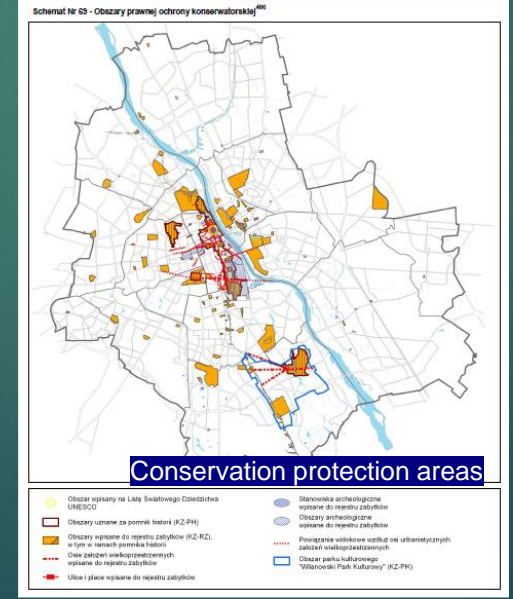 Schemat Nr 69 - Obszary prawnej ochrony konserwatorskiej
Conservation protection areas
Obszar wpisany na Listę Światowego Dziedzictwa
UNESCO
Obszary uznane za pomnik historii (KZ-PH)
Obszary wpisane do rejestru zabytków (KZ-RZ),
w tym w ramach pomnika historii
Osie założeń wielkoprzestrzennych
wpisane do rejestru zabytków
Ulice i place wpisane do rejestru zabytków
Stanowiska archeologiczne
wpisane do rejestru zabytków
Obszary archeologiczne
wpisane do rejestru zabytków
Powiązania widokowe wzdłuż osi urbanistycznych
założeń wielkoprzestrzennych
Obszar parku kulturowego
"Wilanowski Park Kulturowy" (KZ-PK)